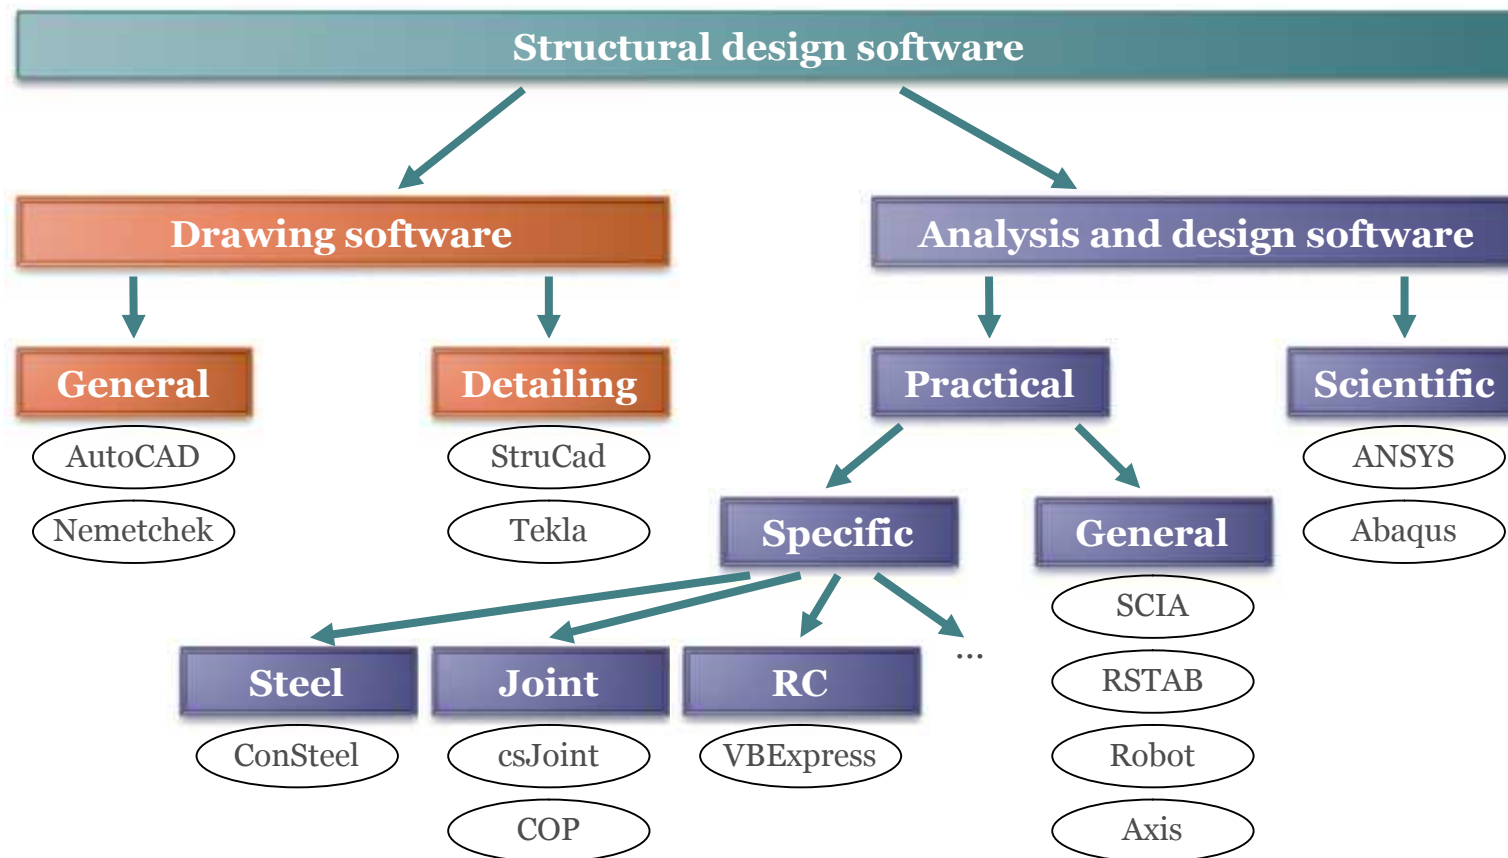 Structural design software
Drawing software
Analysis and design software
General
Detailing
Practical
Scientific
AutoCAD
StruCad
ANSYS
Nemetchek
Tekla
Specific
General
Abaqus
SCIA
...
Steel
Joint
RC
RSTAB
ConSteel
csJoint
VBExpress
Robot
COP
Axis